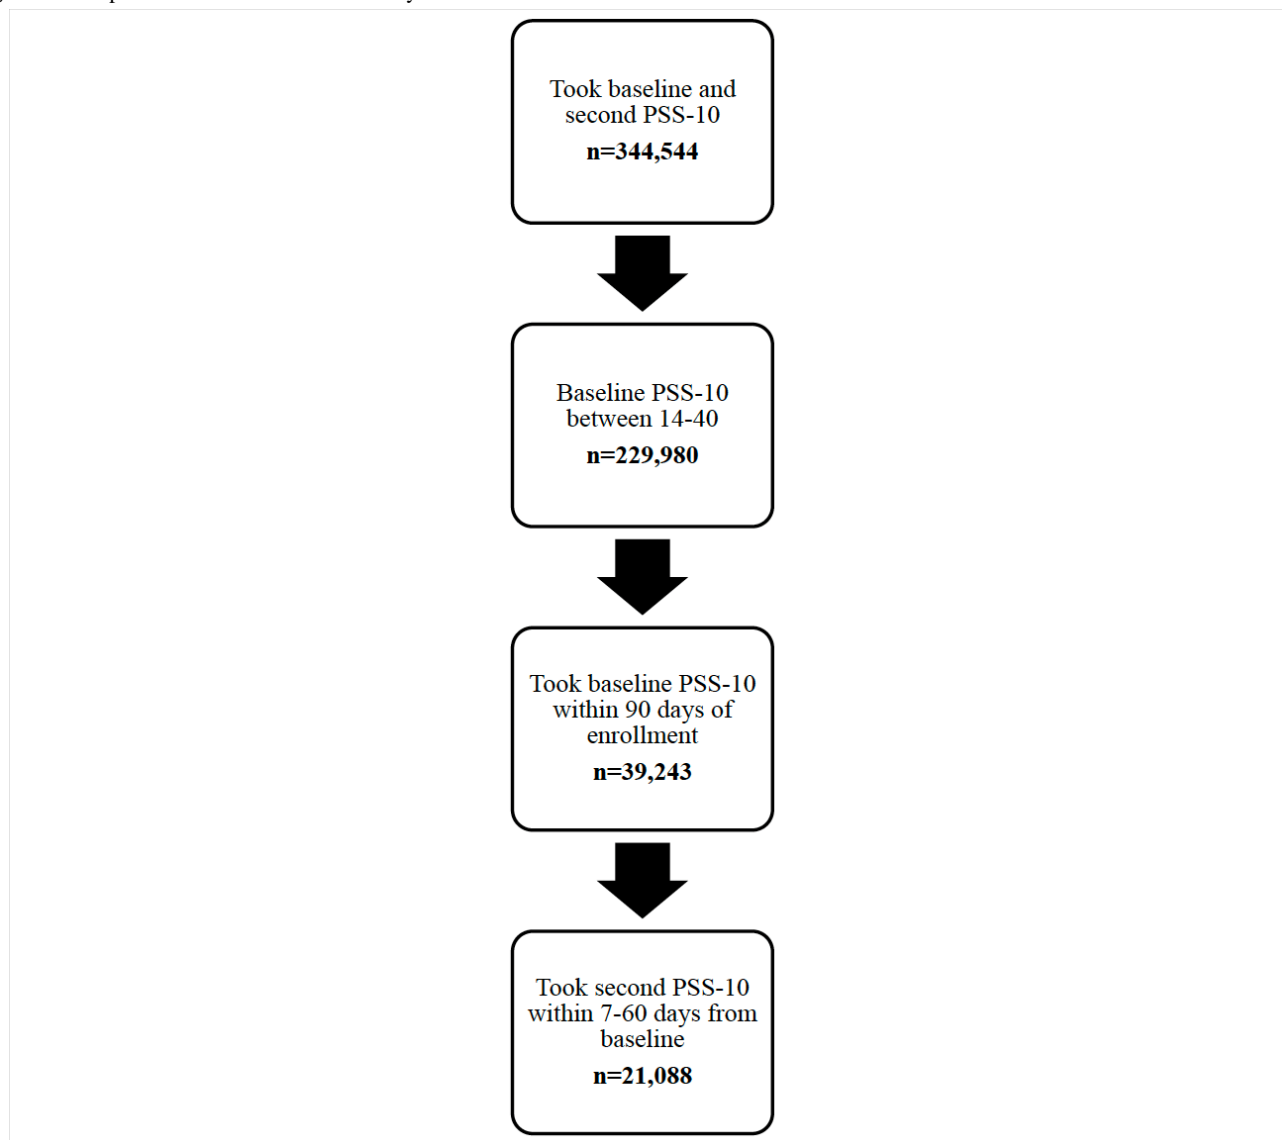 Took baseline and
second PSS-10
n=344,544
Baseline PSS-10
between 14-40
n=229,980
Took baseline PSS-10
within 90 days of
enrollment
n=39,243
Took second PSS-10
within 7-60 days from
baseline
n=21,088